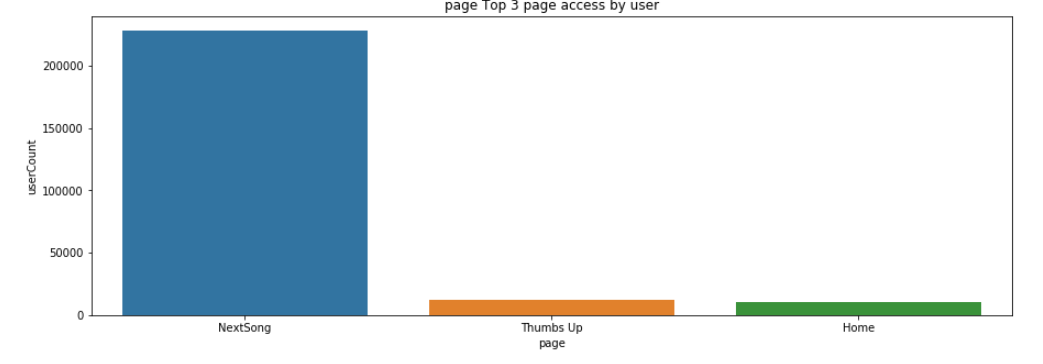 page Top 3 page access by user
userCount
200000
150000
100000
50000
0
NextSong
Thumbs Up
Home
page